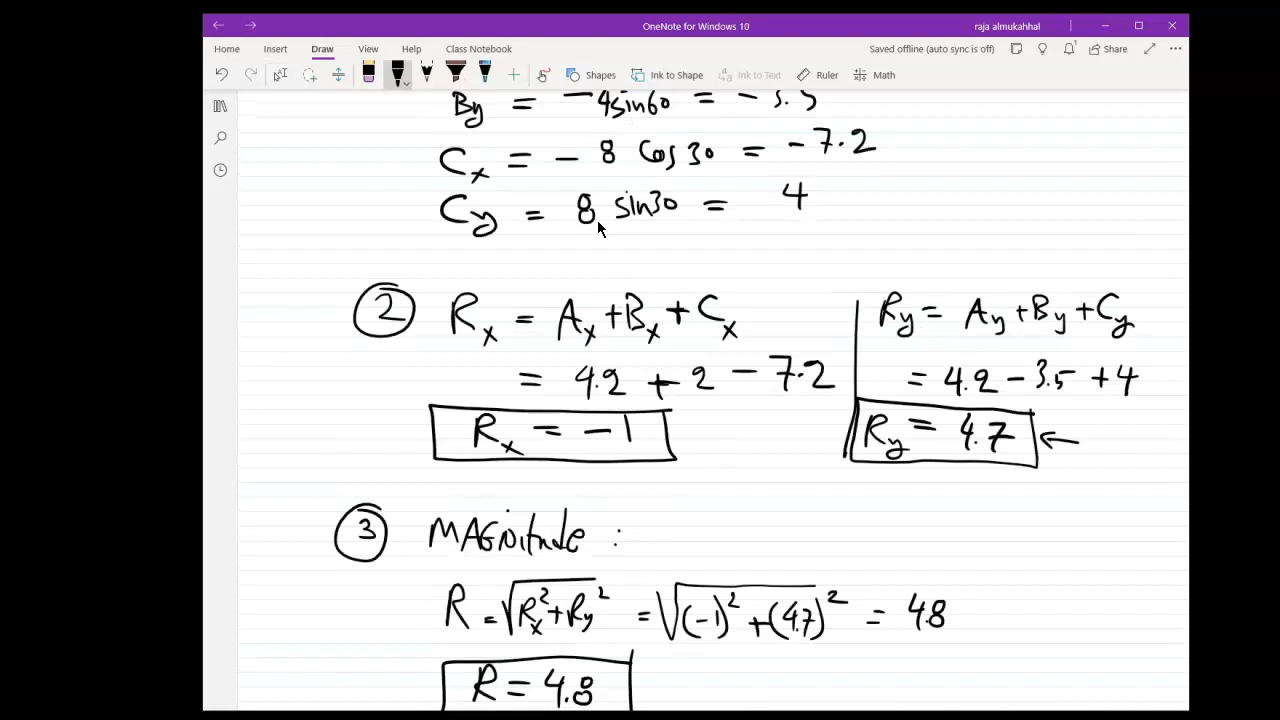 OneNote for Windows 10
raja almukahhal
Home Insert Draw View Help Class Notebook
Saved offline (auto sync is off)
Share
Shapes Ink to Shape Ink to Text Ruler Math
By = -4sin60 = -3.5
Cx = - 8 Cos 30 = -7.2
Cy = 8 sin30 = 4
2 Rx = Ax + Bx + Cx
= 4.2 + 2 - 7.2
Rx = -1
Ry = Ay + By + Cy
= 4.2 - 3.5 + 4
Ry = 4.7 ←
3 MAGnitude :
R = √Rx²+Ry² = √(-1)² + (4.7)² = 4.8
R = 4.8